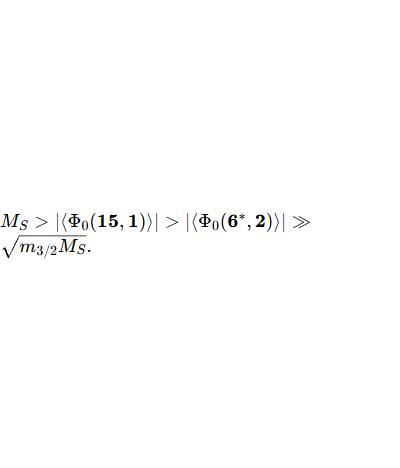 M_S > |⟨Φ_0(15, 1)⟩| > |⟨Φ_0(6*, 2)⟩| ≫
√(m_{3/2}M_S).